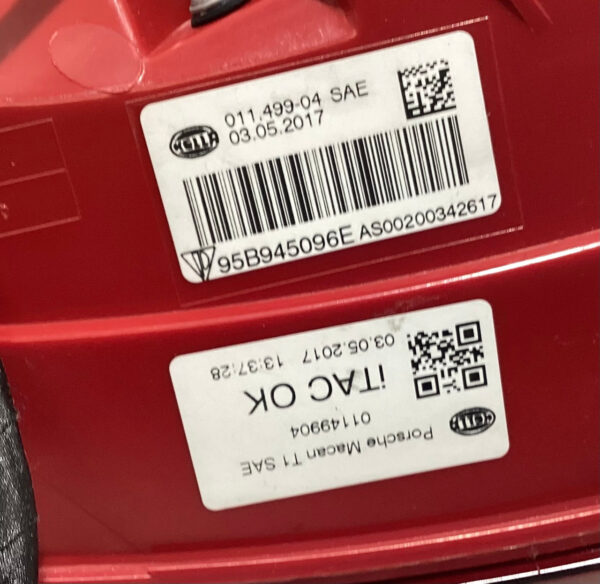 011.499-04 SAE
03.05.2017
95B945096E AS00200342617
Porsche Macan T1 SAE
01149904
iTAC OK
03.05.2017 13:37:28